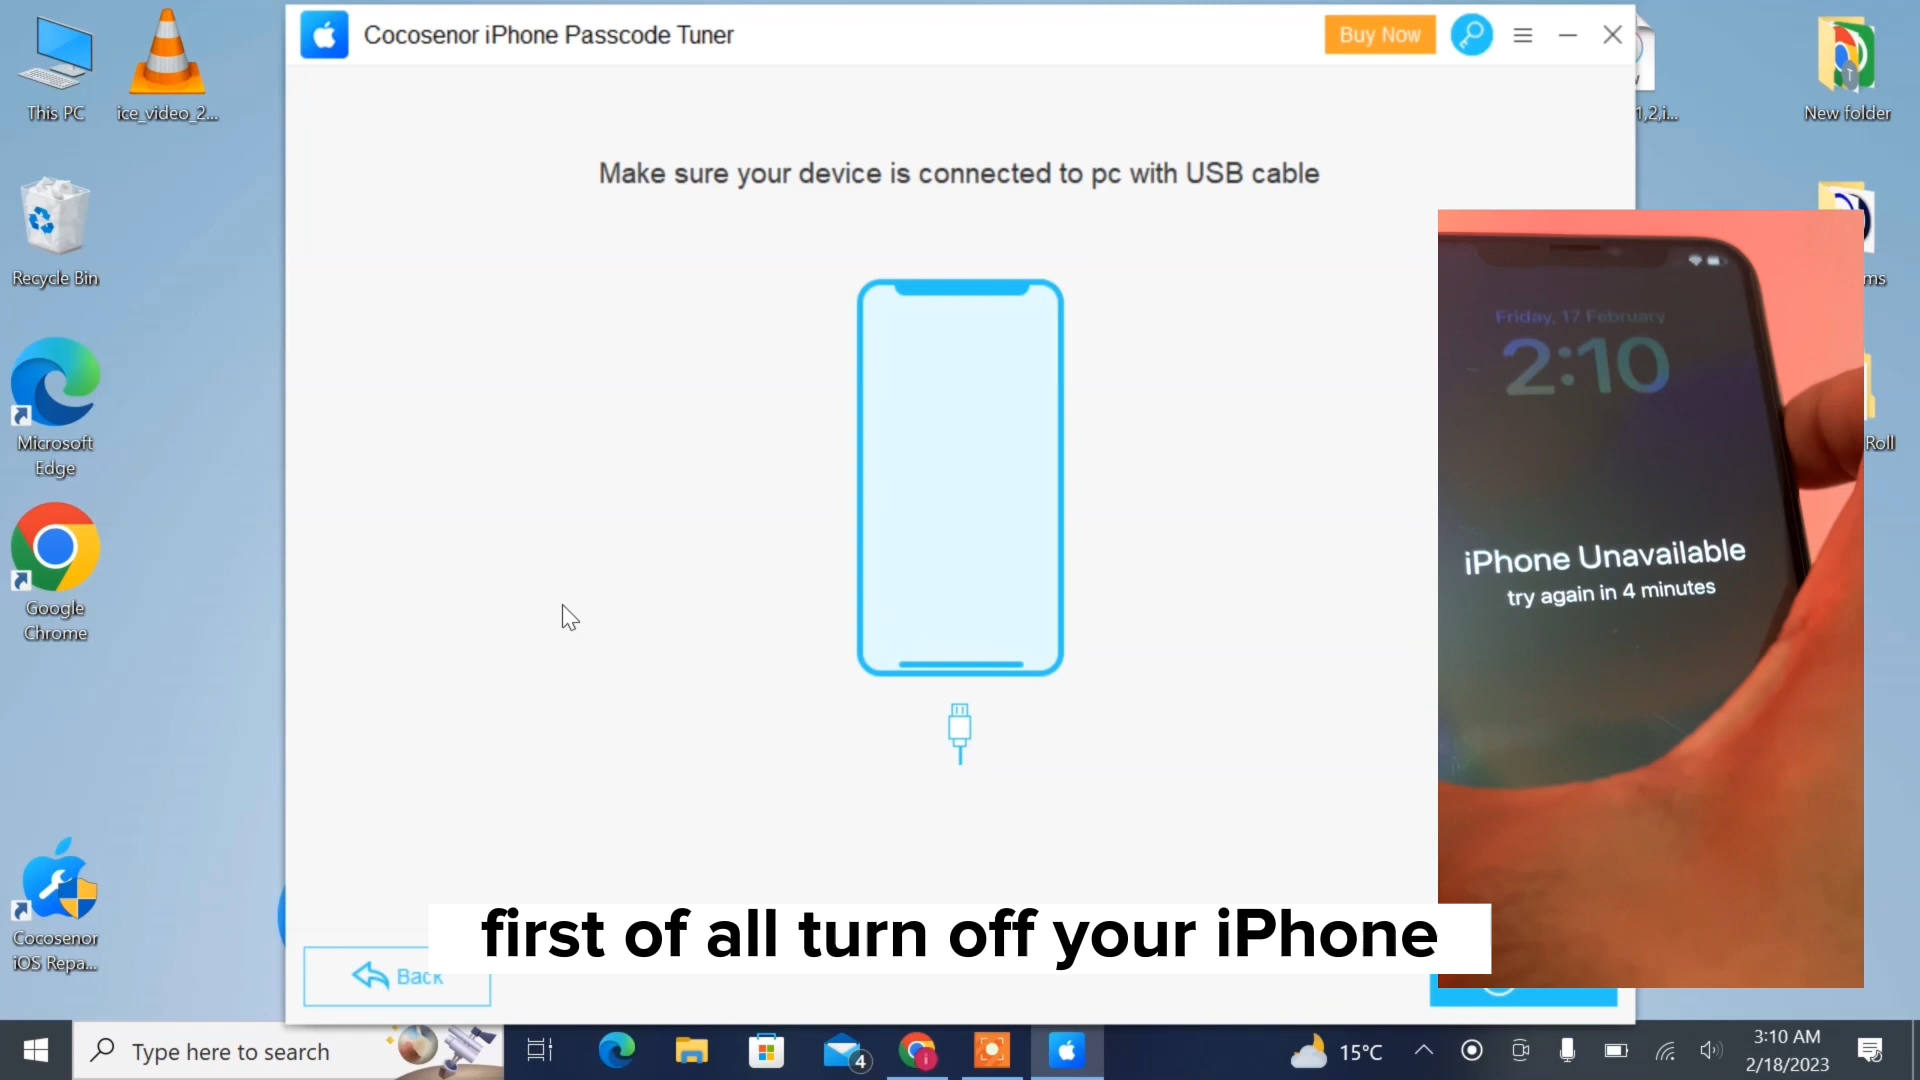 Cocosenor iPhone Passcode Tuner
Buy Now
Make sure your device is connected to pc with USB cable
This PC
ice_video_2...
Recycle Bin
Microsoft
Edge
Google
Chrome
Cocosenor
iOS Repa...
1,2,i...
New folder
ms
Roll
Friday, 17 February
2:10
iPhone Unavailable
try again in 4 minutes
first of all turn off your iPhone
Back
Type here to search
4
15°C
3:10 AM
2/18/2023